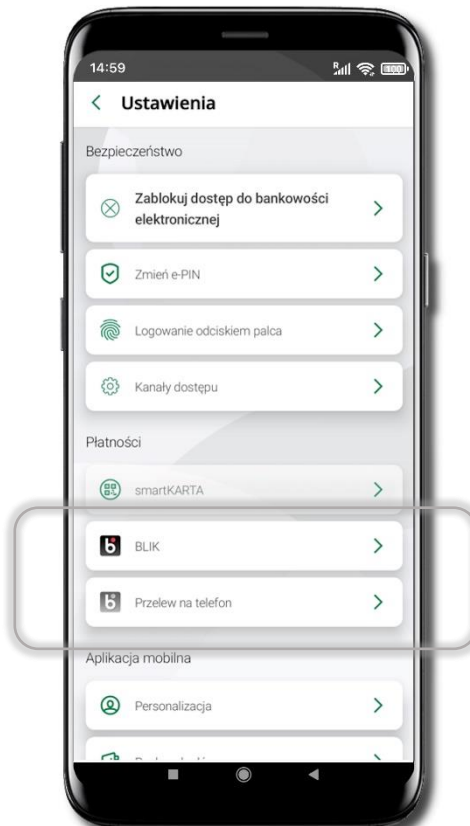 14:59
R
100
Ustawienia
Bezpieczeństwo
Zablokuj dostęp do bankowości
elektronicznej
Zmień e-PIN
Logowanie odciskiem palca
Kanały dostępu
Płatności
smartKARTA
BLIK
Przelew na telefon
Aplikacja mobilna
Personalizacja